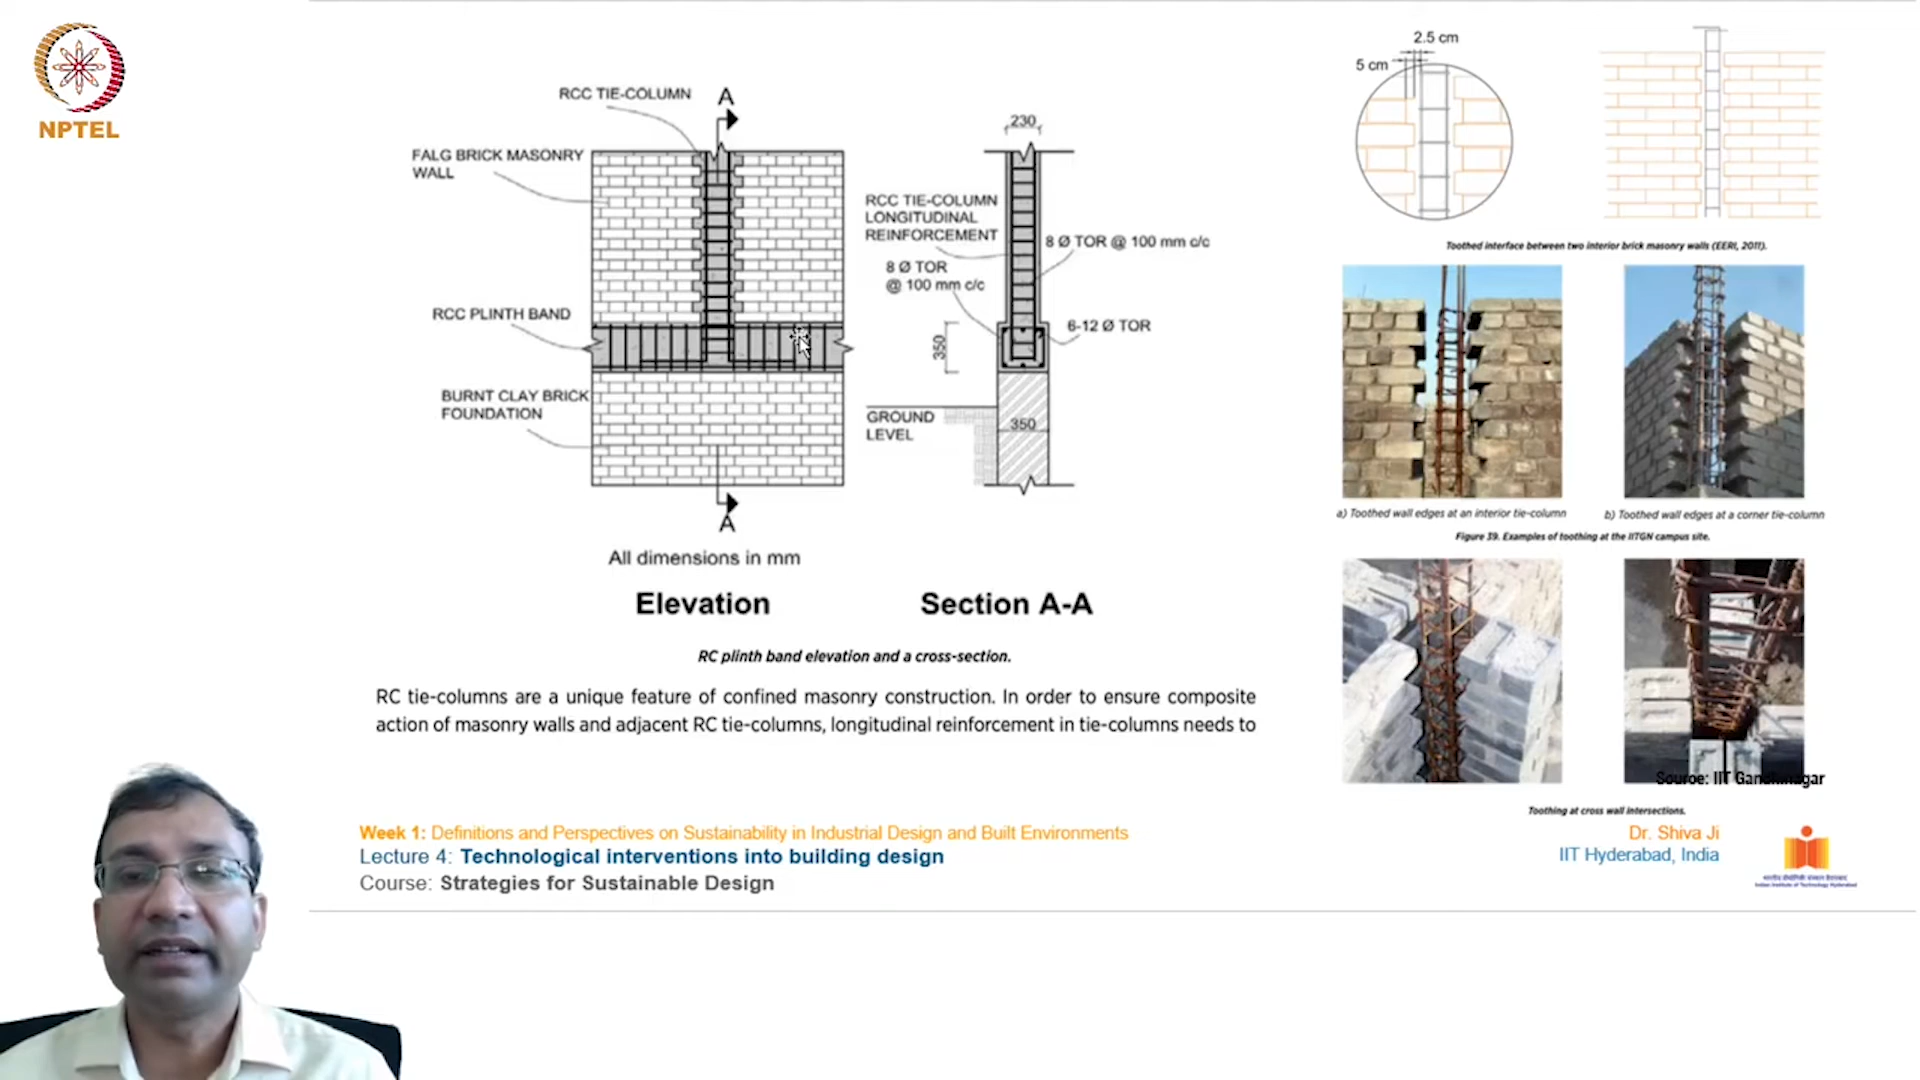 NPTEL
RCC TIE-COLUMN
A
FALG BRICK MASONRY
WALL
RCC PLINTH BAND
BURNT CLAY BRICK
FOUNDATION
A
All dimensions in mm
Elevation
230
RCC TIE-COLUMN
LONGITUDINAL
REINFORCEMENT
8 Ø TOR @ 100 mm c/c
8 Ø TOR
@ 100 mm c/c
6-12 Ø TOR
350
GROUND
LEVEL
350
Section A-A
RC plinth band elevation and a cross-section.
RC tie-columns are a unique feature of confined masonry construction. In order to ensure composite
action of masonry walls and adjacent RC tie-columns, longitudinal reinforcement in tie-columns needs to
2.5 cm
5 cm
Toothed interface between two interior brick masonry walls (EERI, 2011).
a) Toothed wall edges at an interior tie-column
b) Toothed wall edges at a corner tie-column
Figure 39. Examples of toothing at the IITGN campus site.
Source: IIT Gandhinagar
Toothing at cross wall intersections.
Week 1: Definitions and Perspectives on Sustainability in Industrial Design and Built Environments
Lecture 4: Technological interventions into building design
Course: Strategies for Sustainable Design
Dr. Shiva Ji
IIT Hyderabad, India
Indian Institute of Technology Hyderabad